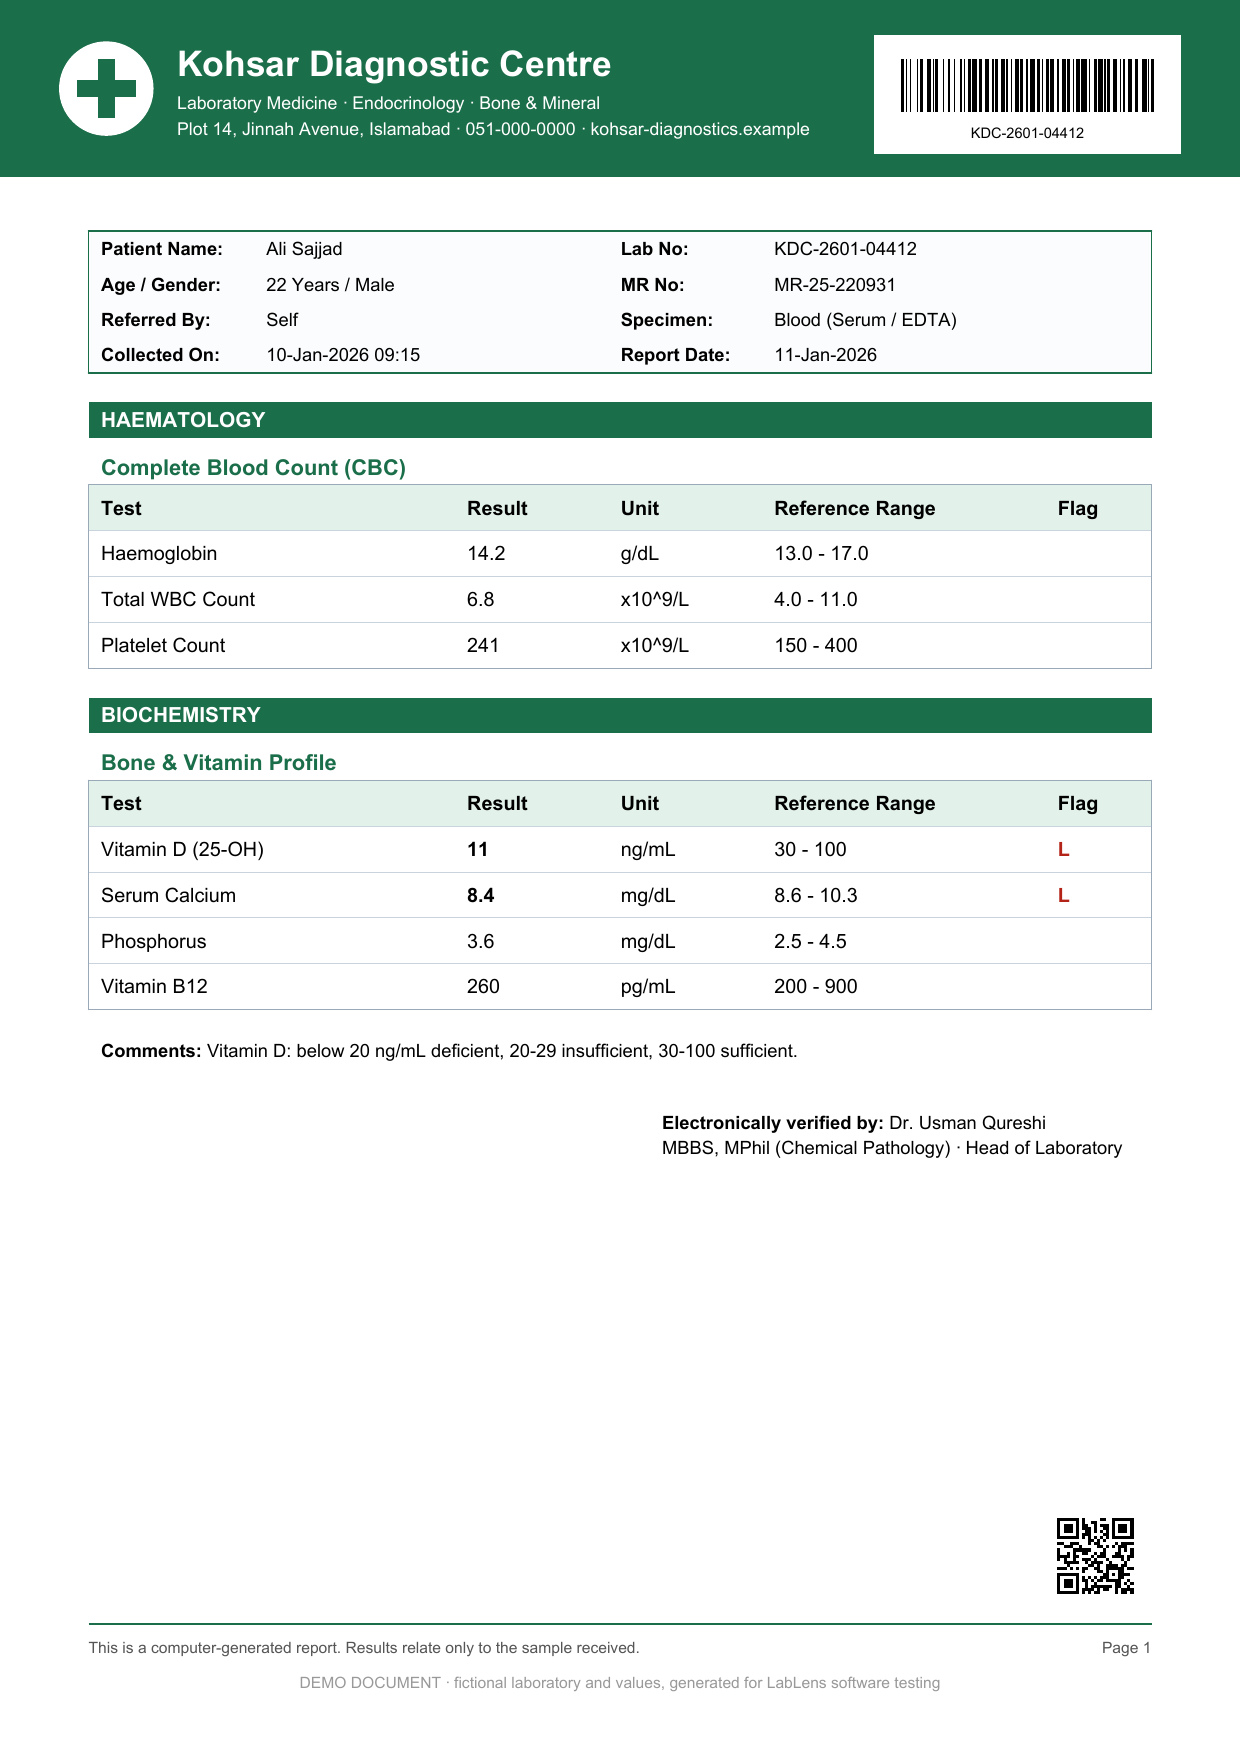 Kohsar Diagnostic Centre
Laboratory Medicine · Endocrinology · Bone & Mineral
Plot 14, Jinnah Avenue, Islamabad · 051-000-0000 · kohsar-diagnostics.example
KDC-2601-04412
Patient Name: Ali Sajjad Lab No: KDC-2601-04412
Age / Gender: 22 Years / Male MR No: MR-25-220931
Referred By: Self Specimen: Blood (Serum / EDTA)
Collected On: 10-Jan-2026 09:15 Report Date: 11-Jan-2026
HAEMATOLOGY
Complete Blood Count (CBC)
Test Result Unit Reference Range Flag
Haemoglobin 14.2 g/dL 13.0 - 17.0
Total WBC Count 6.8 x10^9/L 4.0 - 11.0
Platelet Count 241 x10^9/L 150 - 400
BIOCHEMISTRY
Bone & Vitamin Profile
Test Result Unit Reference Range Flag
Vitamin D (25-OH) 11 ng/mL 30 - 100 L
Serum Calcium 8.4 mg/dL 8.6 - 10.3 L
Phosphorus 3.6 mg/dL 2.5 - 4.5
Vitamin B12 260 pg/mL 200 - 900
Comments: Vitamin D: below 20 ng/mL deficient, 20-29 insufficient, 30-100 sufficient.
Electronically verified by: Dr. Usman Qureshi
MBBS, MPhil (Chemical Pathology) · Head of Laboratory
This is a computer-generated report. Results relate only to the sample received. Page 1
DEMO DOCUMENT · fictional laboratory and values, generated for LabLens software testing